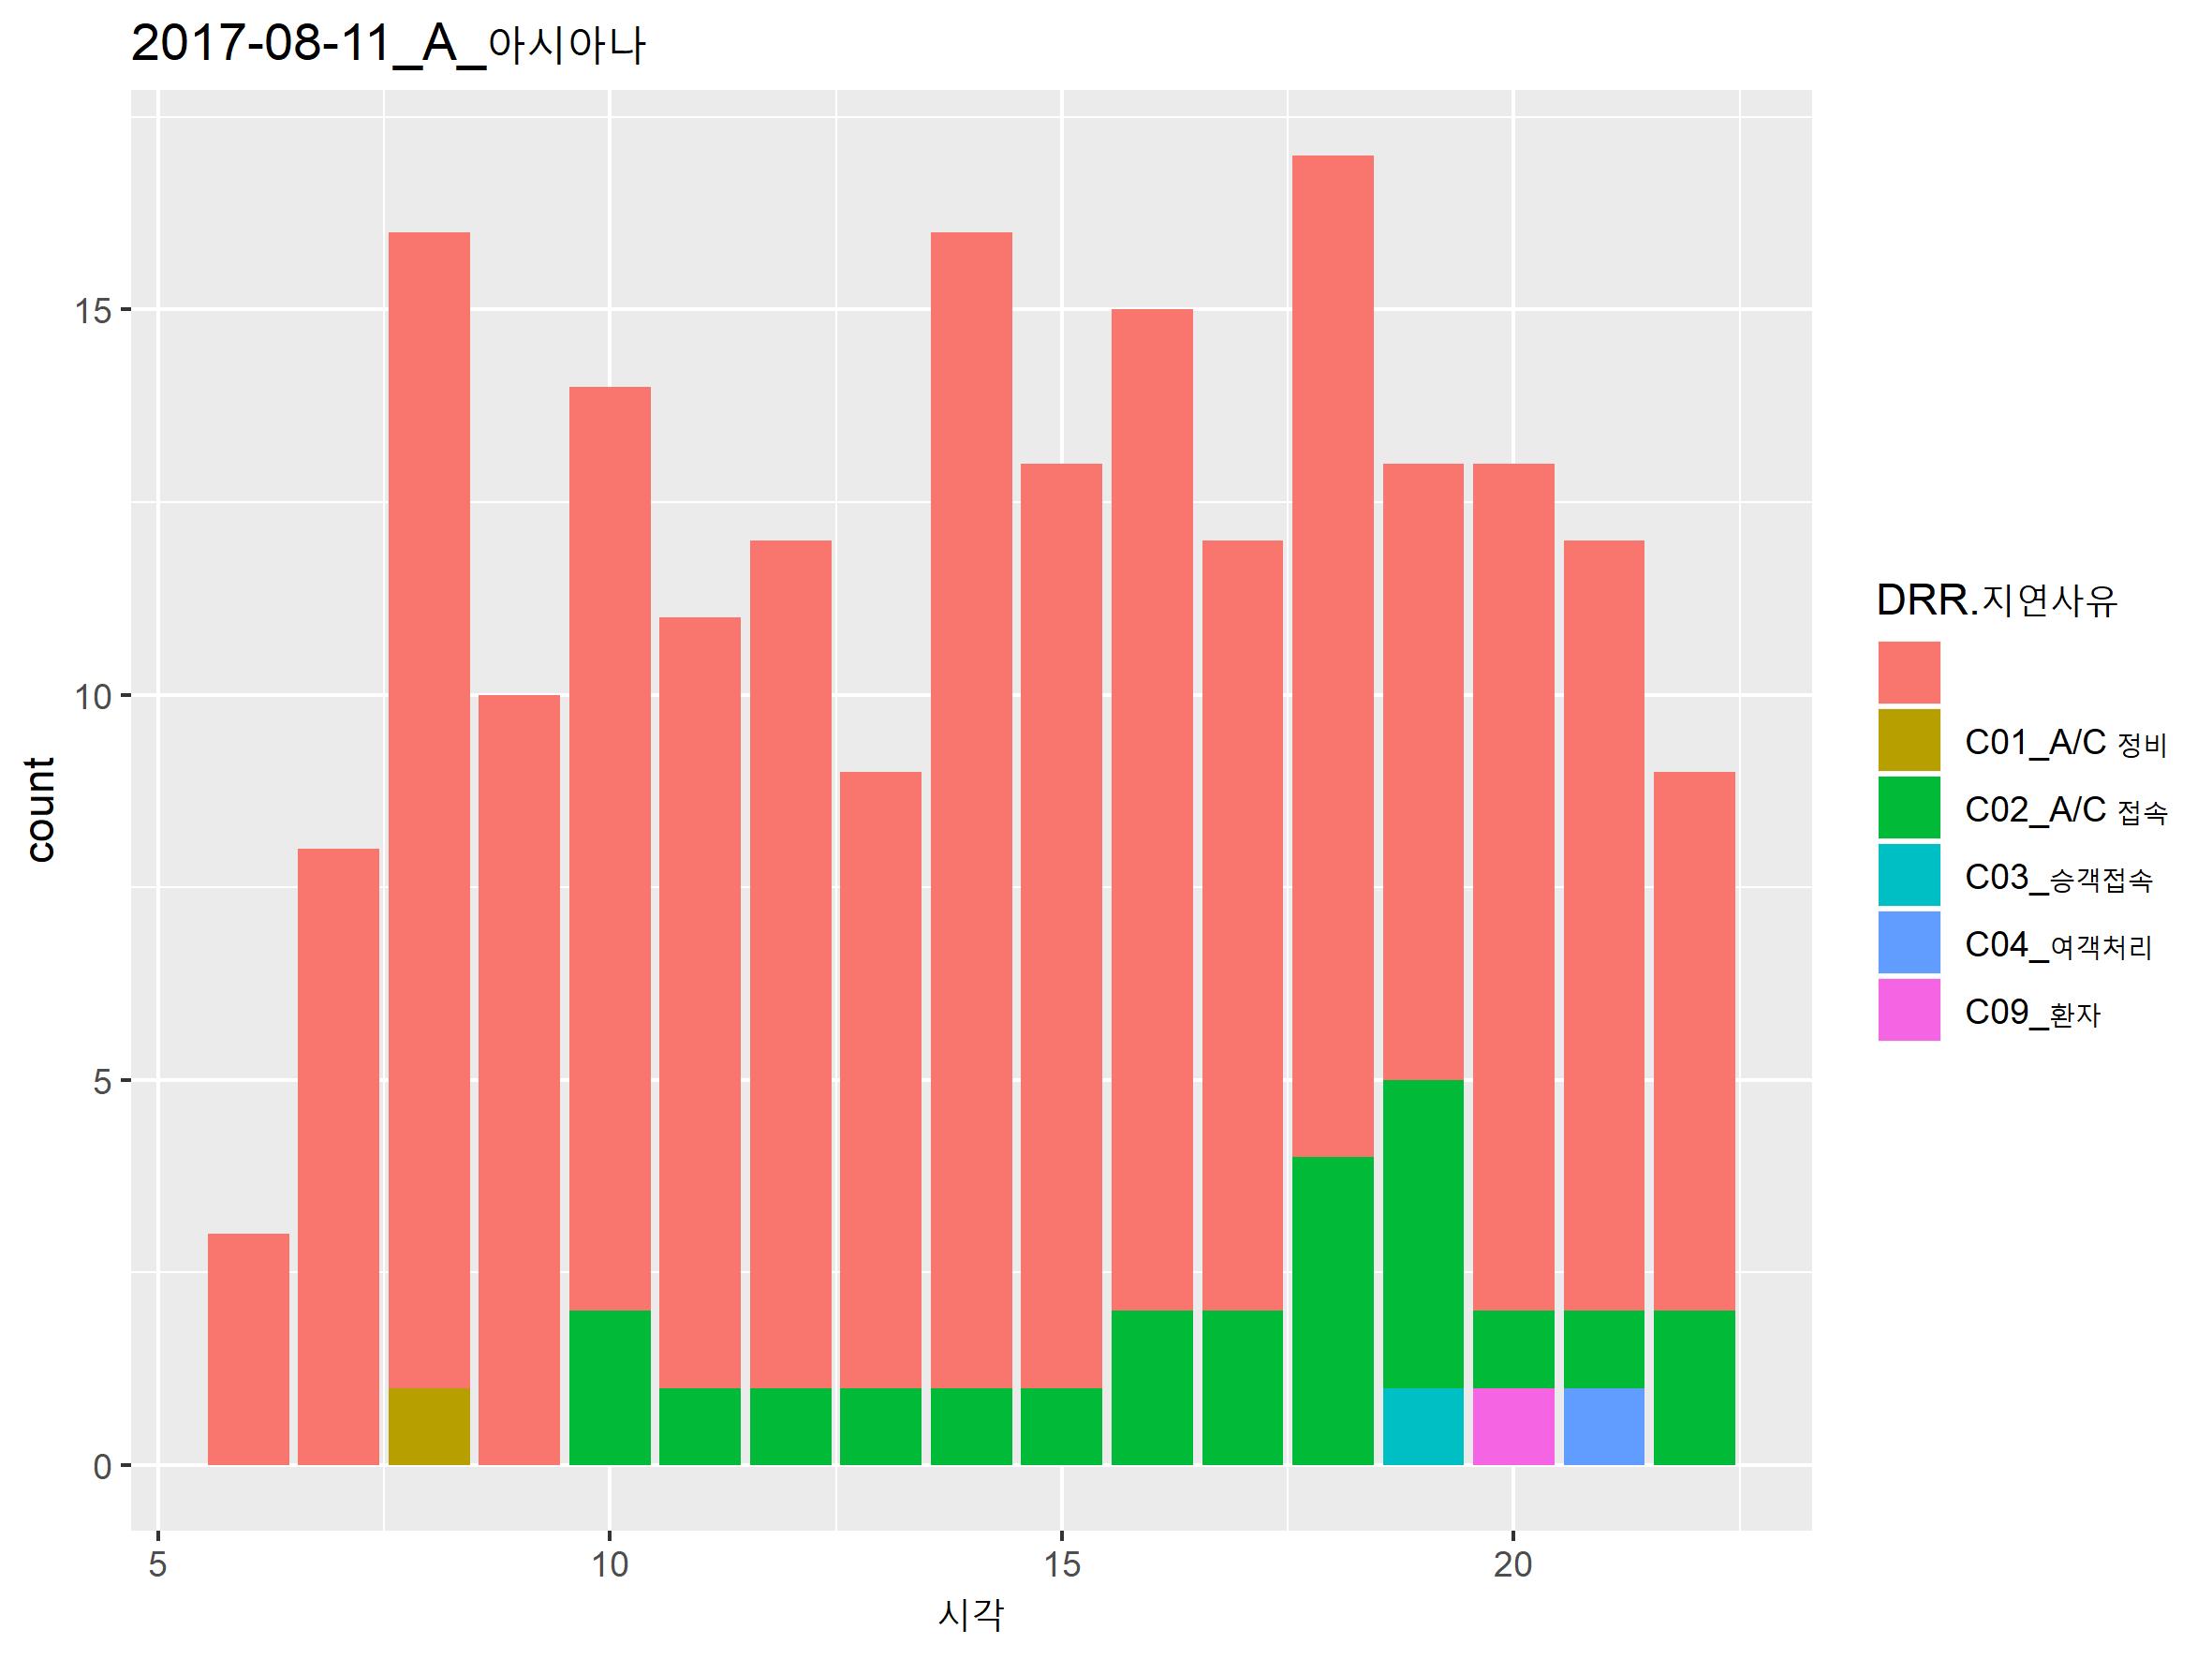 2017-08-11_A_아시아나
count
15
10
5
0
5 10 15 20
시각
DRR.지연사유
C01_A/C 정비
C02_A/C 접속
C03_승객접속
C04_여객처리
C09_환자